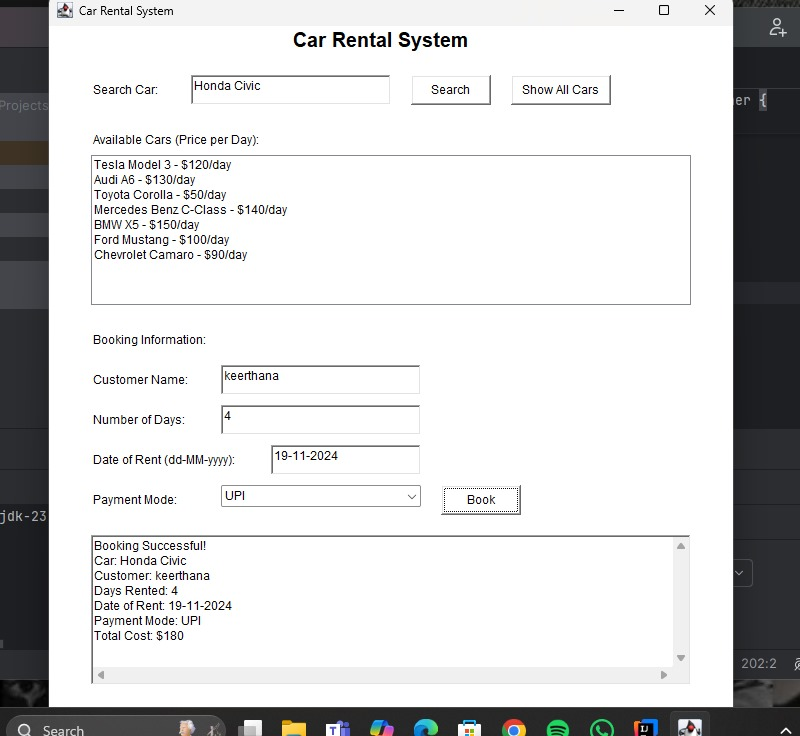 Car Rental System
Car Rental System
Search Car: Honda Civic Search Show All Cars
Projects
er {
Available Cars (Price per Day):
Tesla Model 3 - $120/day
Audi A6 - $130/day
Toyota Corolla - $50/day
Mercedes Benz C-Class - $140/day
BMW X5 - $150/day
Ford Mustang - $100/day
Chevrolet Camaro - $90/day
Booking Information:
Customer Name: keerthana
Number of Days: 4
Date of Rent (dd-MM-yyyy): 19-11-2024
Payment Mode: UPI Book
jdk-23
Booking Successful!
Car: Honda Civic
Customer: keerthana
Days Rented: 4
Date of Rent: 19-11-2024
Payment Mode: UPI
Total Cost: $180
202:2
Search